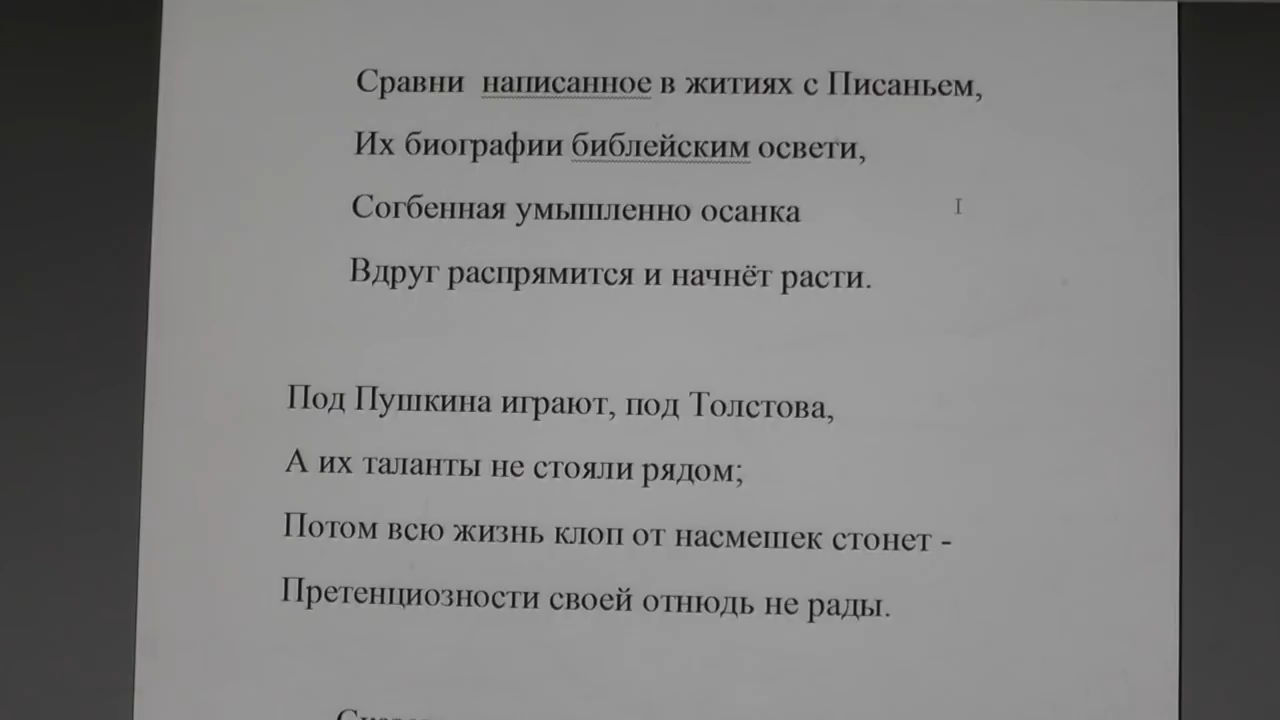 Сравни написанное в житиях с Писаньем,
Их биографии библейским освети,
Согбенная умышленно осанка
Вдруг распрямится и начнёт расти.
Под Пушкина играют, под Толстова,
А их таланты не стояли рядом;
Потом всю жизнь клоп от насмешек стонет -
Претенциозности своей отнюдь не рады.